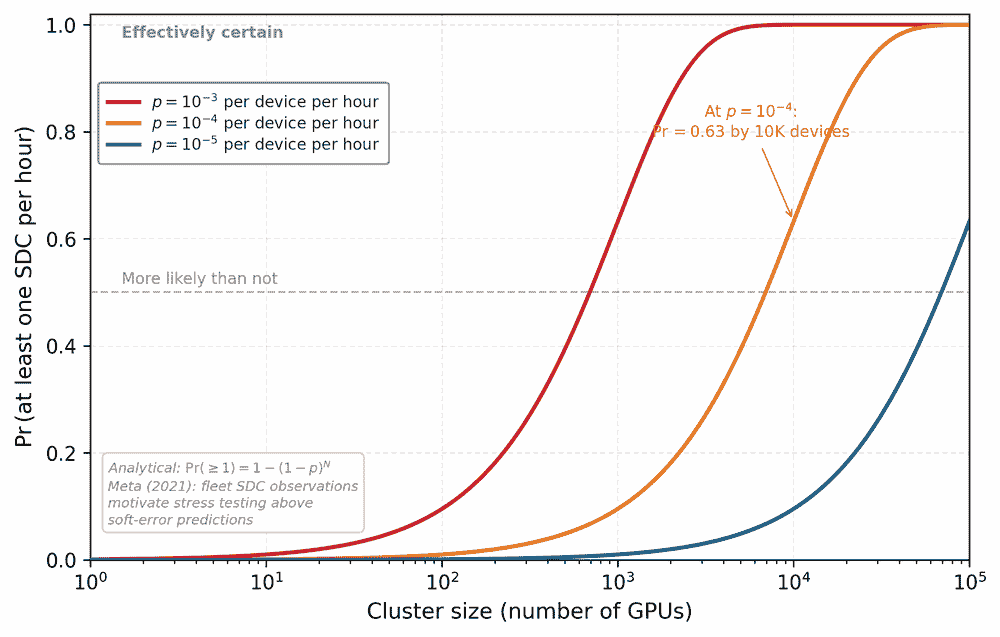 Effectively certain
p = 10⁻³ per device per hour
p = 10⁻⁴ per device per hour
p = 10⁻⁵ per device per hour
At p = 10⁻⁴:
Pr = 0.63 by 10K devices
More likely than not
Analytical: Pr(≥ 1) = 1 − (1 − p)ᴺ
Meta (2021): fleet SDC observations
motivate stress testing above
soft-error predictions
Pr(at least one SDC per hour)
1.0
0.8
0.6
0.4
0.2
0.0
10⁰ 10¹ 10² 10³ 10⁴ 10⁵
Cluster size (number of GPUs)